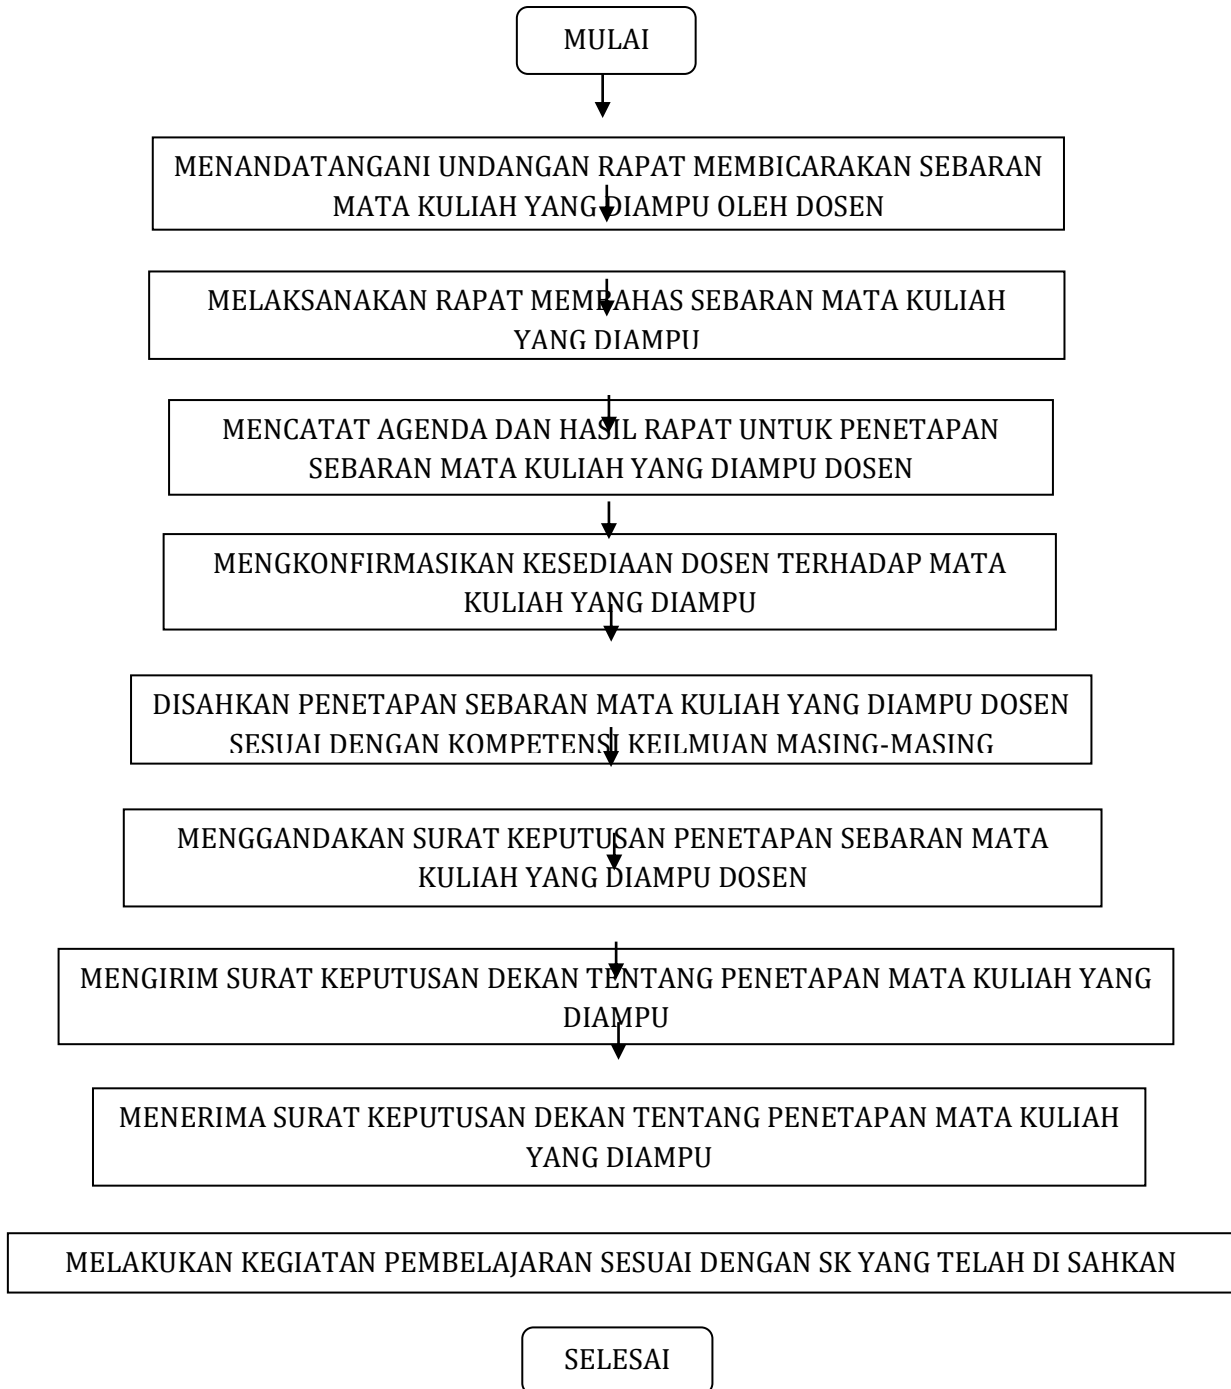 MULAI
MENANDATANGANI UNDANGAN RAPAT MEMBICARAKAN SEBARAN
MATA KULIAH YANG DIAMPU OLEH DOSEN
MELAKSANAKAN RAPAT MEMBAHAS SEBARAN MATA KULIAH
YANG DIAMPU
MENCATAT AGENDA DAN HASIL RAPAT UNTUK PENETAPAN
SEBARAN MATA KULIAH YANG DIAMPU DOSEN
MENGKONFIRMASIKAN KESEDIAAN DOSEN TERHADAP MATA
KULIAH YANG DIAMPU
DISAHKAN PENETAPAN SEBARAN MATA KULIAH YANG DIAMPU DOSEN
SESUAI DENGAN KOMPETENSI KEILMUAN MASING-MASING
MENGGANDAKAN SURAT KEPUTUSAN PENETAPAN SEBARAN MATA
KULIAH YANG DIAMPU DOSEN
MENGIRIM SURAT KEPUTUSAN DEKAN TENTANG PENETAPAN MATA KULIAH YANG
DIAMPU
MENERIMA SURAT KEPUTUSAN DEKAN TENTANG PENETAPAN MATA KULIAH
YANG DIAMPU
MELAKUKAN KEGIATAN PEMBELAJARAN SESUAI DENGAN SK YANG TELAH DI SAHKAN
SELESAI